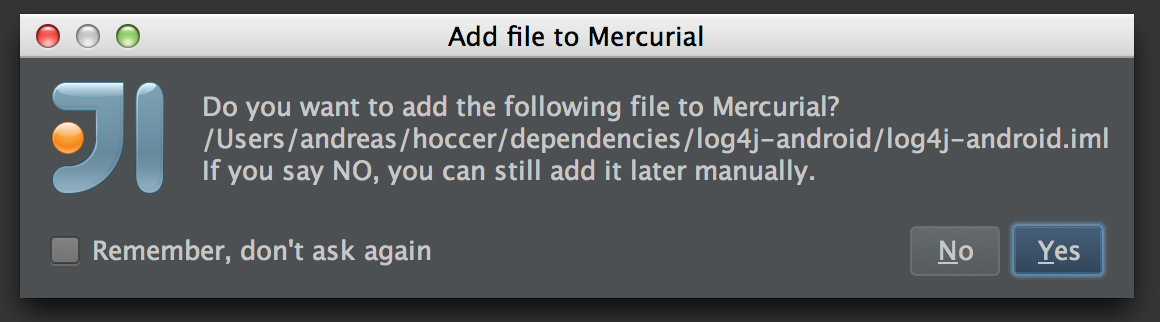 Add file to Mercurial
Do you want to add the following file to Mercurial?
/Users/andreas/hoccer/dependencies/log4j-android/log4j-android.iml
If you say NO, you can still add it later manually.
Remember, don't ask again
No
Yes